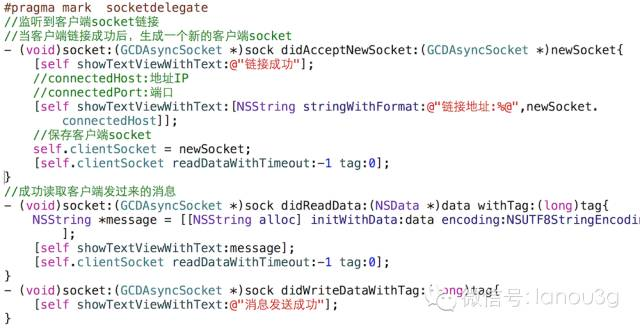 #pragma mark  socketdelegate
//监听到客户端socket链接
//当客户端链接成功后，生成一个新的客户端socket
- (void)socket:(GCDAsyncSocket *)sock didAcceptNewSocket:(GCDAsyncSocket *)newSocket{
[self showTextViewWithText:@"链接成功"];
//connectedHost:地址IP
//connectedPort:端口
[self showTextViewWithText:[NSString stringWithFormat:@"链接地址:%@",newSocket.
connectedHost]];
//保存客户端socket
self.clientSocket = newSocket;
[self.clientSocket readDataWithTimeout:-1 tag:0];
}
//成功读取客户端发过来的消息
- (void)socket:(GCDAsyncSocket *)sock didReadData:(NSData *)data withTag:(long)tag{
NSString *message = [[NSString alloc] initWithData:data encoding:NSUTF8StringEncodin
];
[self showTextViewWithText:message];
[self.clientSocket readDataWithTimeout:-1 tag:0];
}
- (void)socket:(GCDAsyncSocket *)sock didWriteDataWithTag:(long)tag{
[self showTextViewWithText:@"消息发送成功"];
}
微信号: lanou3g